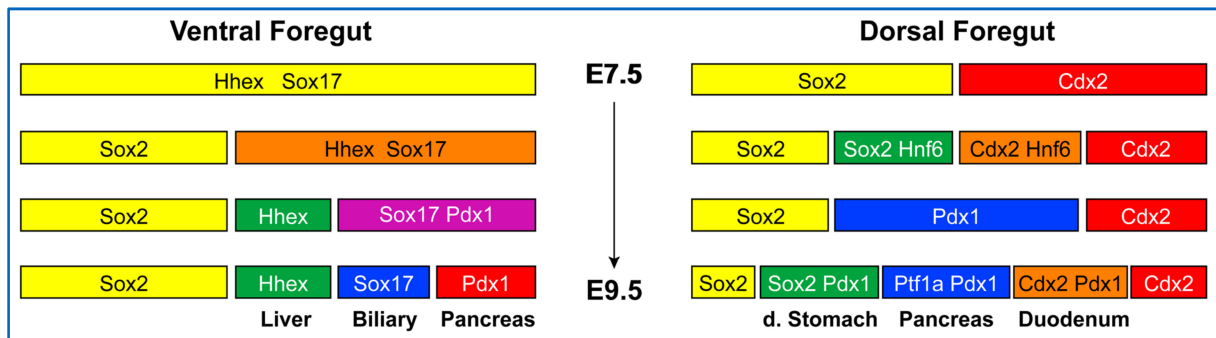 Ventral Foregut Dorsal Foregut
Hhex Sox17 E7.5 Sox2 Cdx2
Sox2 Hhex Sox17 Sox2 Sox2 Hnf6 Cdx2 Hnf6 Cdx2
Sox2 Hhex Sox17 Pdx1 Sox2 Pdx1 Cdx2
Sox2 Hhex Sox17 Pdx1 E9.5 Sox2 Sox2 Pdx1 Ptf1a Pdx1 Cdx2 Pdx1 Cdx2
Liver Biliary Pancreas d. Stomach Pancreas Duodenum